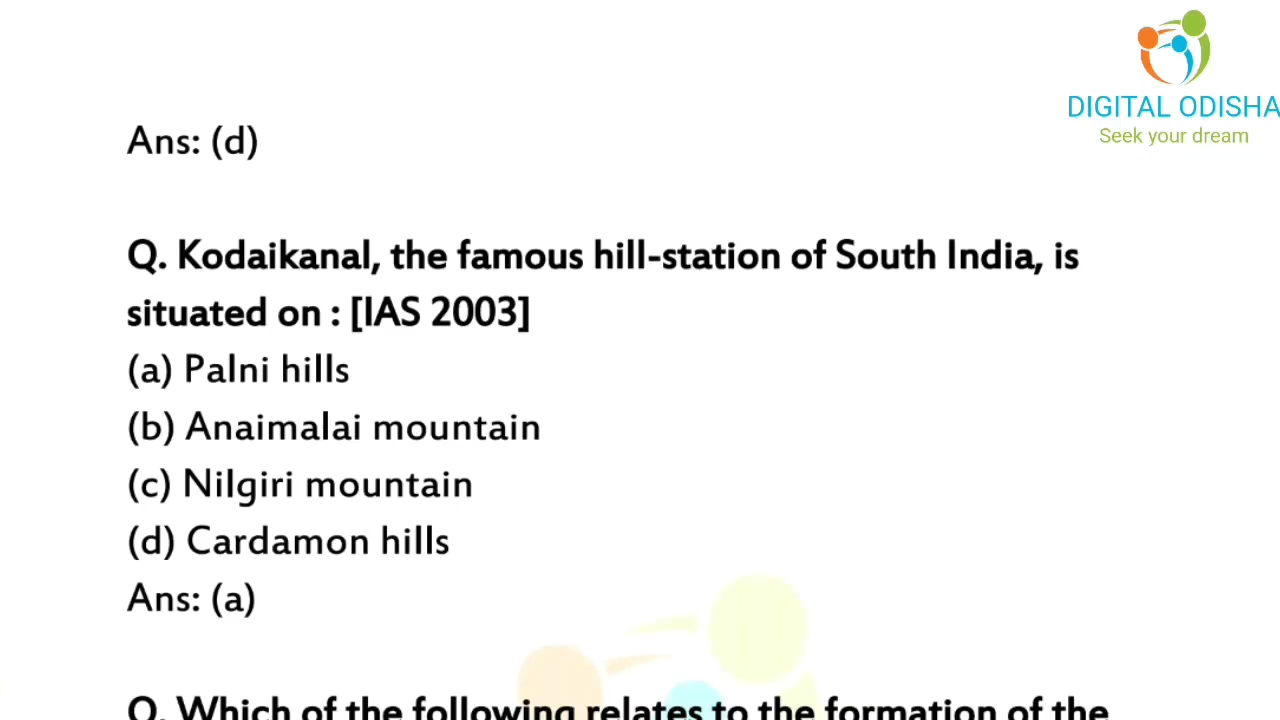 DIGITAL ODISHA
Seek your dream
Ans: (d)
Q. Kodaikanal, the famous hill-station of South India, is
situated on : [IAS 2003]
(a) Palni hills
(b) Anaimalai mountain
(c) Nilgiri mountain
(d) Cardamon hills
Ans: (a)
Q. Which of the following relates to the formation of the